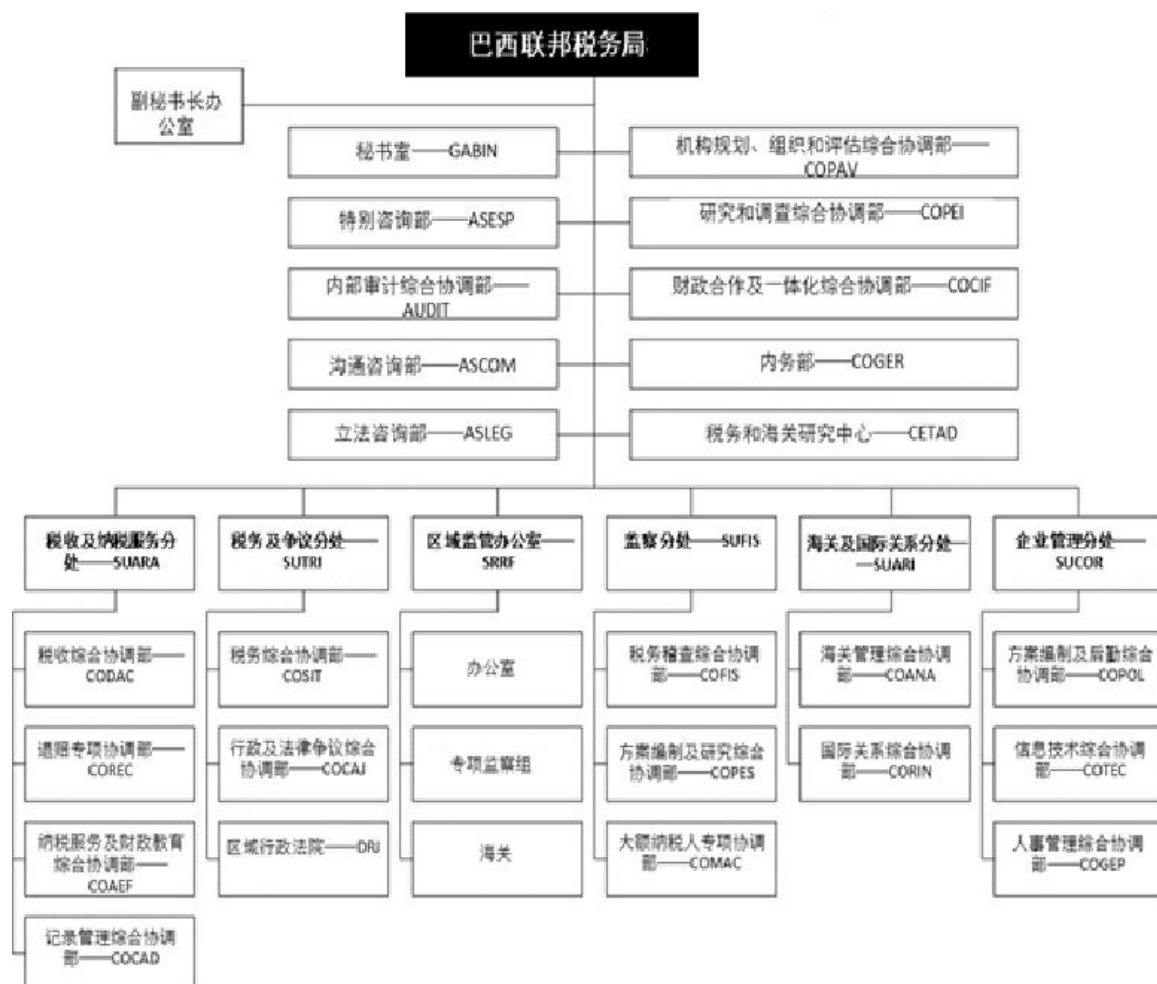 巴西联邦税务局
副秘书长办
公室
秘书室——GABIN
机构规划、组织和评估综合协调部——
COPAV
特别咨询部——ASESP
研究和调查综合协调部——COPEI
内部审计综合协调部——
AUDIT
财政合作及一体化综合协调部——COCIF
沟通咨询部——ASCOM
内务部——COGER
立法咨询部——ASLEG
税务和海关研究中心——CETAD
税收及纳税服务分
处——SUARA
税务及争议分处——
SUTRI
区域监管办公室——
SRRF
监察分处——SUFIS
海关及国际关系分处—
—SUARI
企业管理分处——
SUCOR
税收综合协调部——
CODAC
税务综合协调部——
COSIT
办公室
税务稽查综合协调
部——COFIS
海关管理综合协调
部——COANA
方案编制及后勤综合
协调部——COPOL
退赔专项协调部——
COREC
行政及法律争议综合
协调部——COCAJ
专项监察组
方案编制及研究综合
协调部——COPES
国际关系综合协调
部——CORIN
信息技术综合协调
部——COTEC
纳税服务及财政教育
综合协调部——
COAEF
区域行政法院——DRJ
海关
大额纳税人专项协调
部——COMAC
人事管理综合协调
部——COGEP
记录管理综合协调
部——COCAD